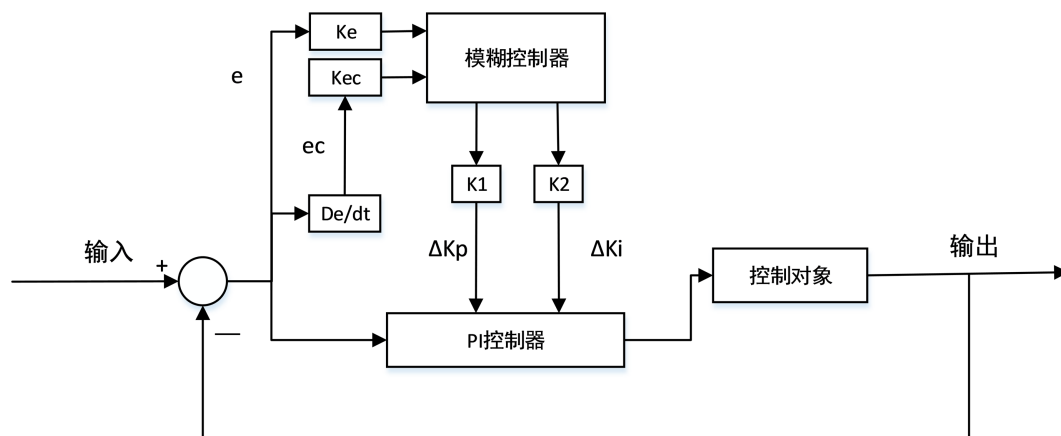 Ke
模糊控制器
e
Kec
ec
K1
K2
De/dt
输入
+
—
ΔKp
ΔKi
输出
控制对象
PI控制器